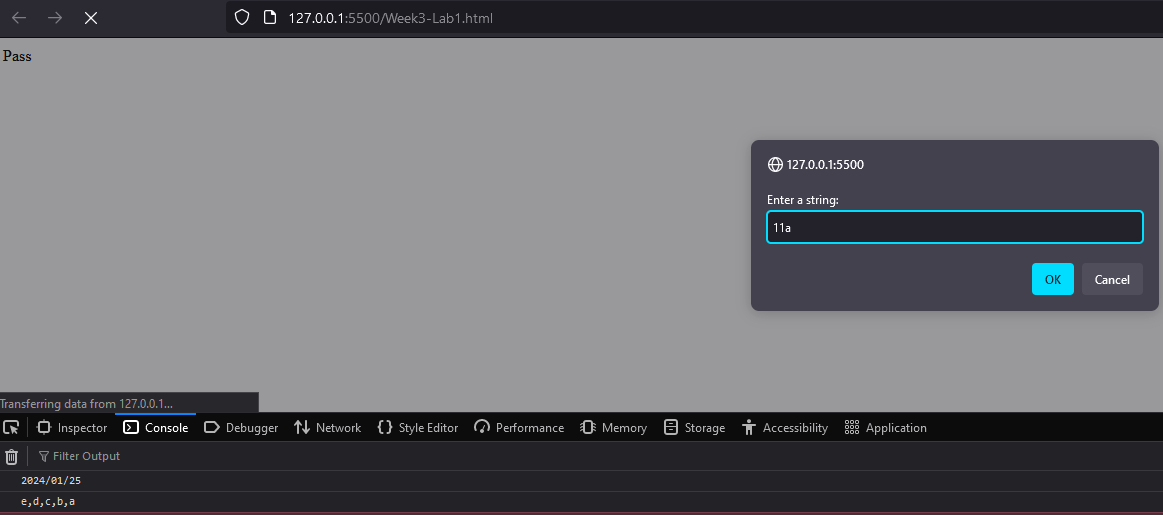 127.0.0.1:5500/Week3-Lab1.html
Pass
127.0.0.1:5500
Enter a string:
11a
OK Cancel
Transferring data from 127.0.0.1...
Inspector Console Debugger Network Style Editor Performance Memory Storage Accessibility Application
Filter Output
2024/01/25
e,d,c,b,a